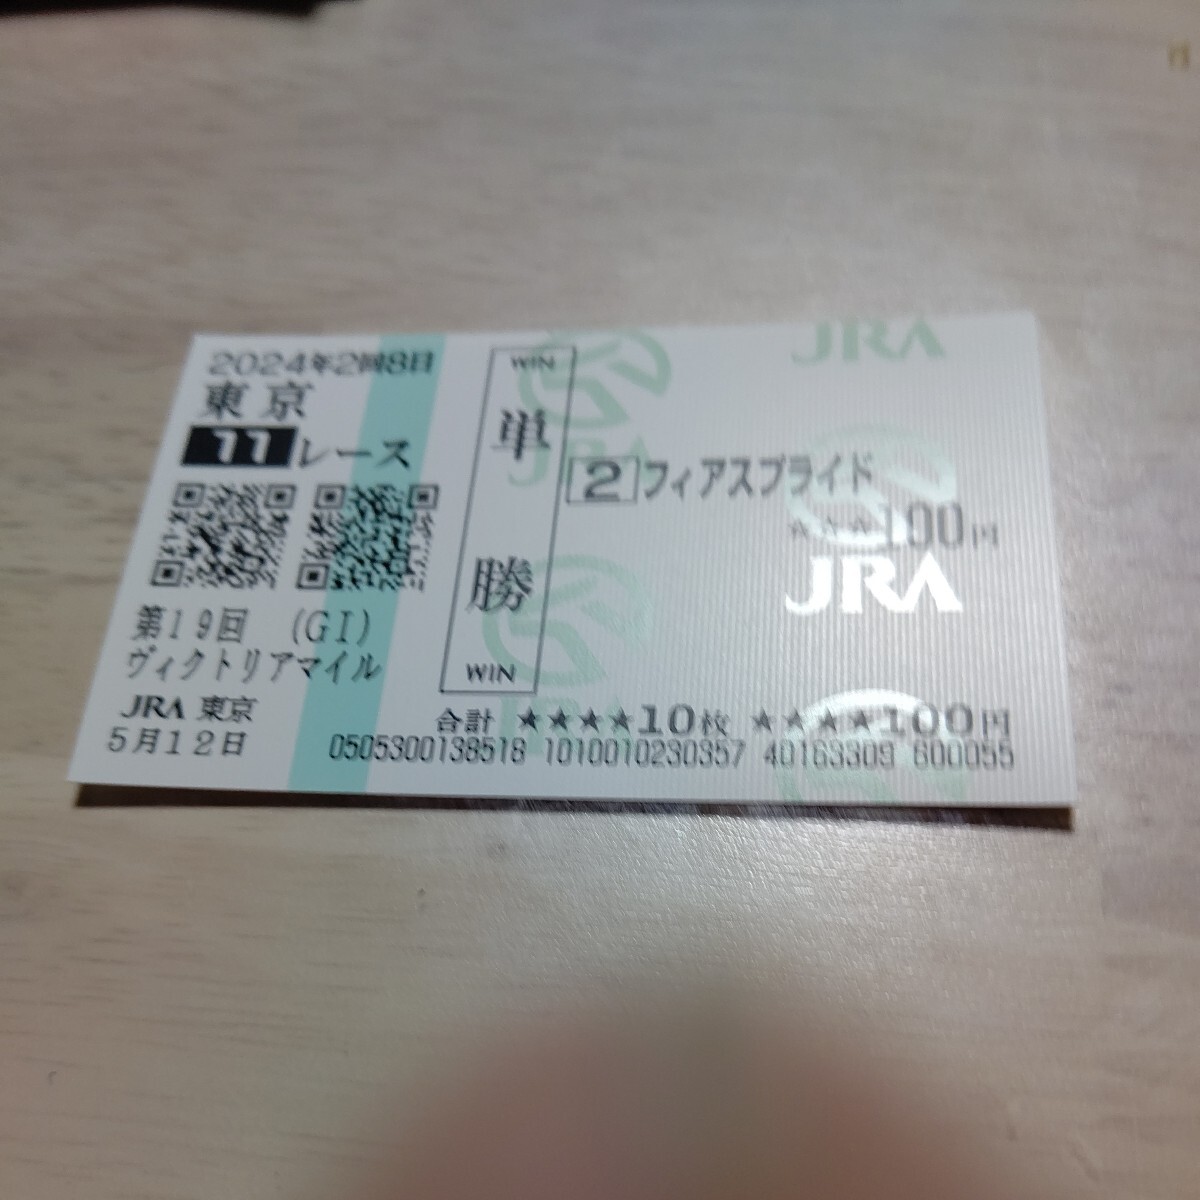 2024年2回8日
東京
11レース
第19回 (GI)
ヴィクトリアマイル
JRA 東京
5月12日
WIN
単勝
WIN
2 フィアスプライド
☆☆☆100円
JRA
JRA
JRA
合計 ★★★★10枚 ★★★★100円
0505300138518 1010010230357 40163309 600055